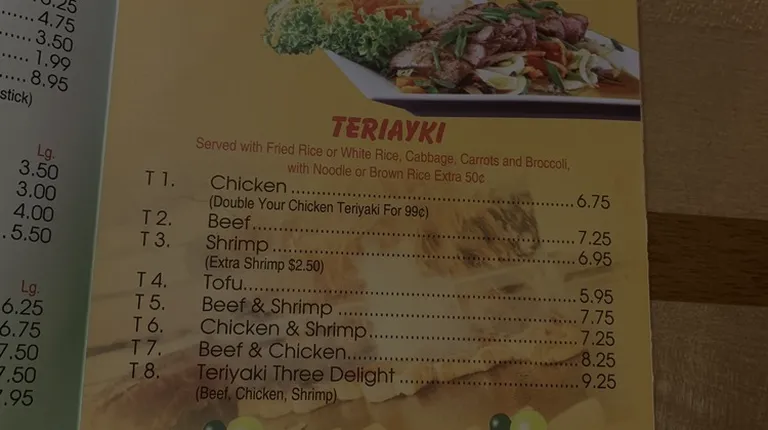 4.75
3.50
1.99
8.95
stick)
Lg.
3.50
3.00
4.00
5.50
Lg.
6.25
6.75
7.50
7.50
.95
TERIAYKI
Served with Fried Rice or White Rice, Cabbage, Carrots and Broccoli,
with Noodle or Brown Rice Extra 50¢
T 1. Chicken 6.75
(Double Your Chicken Teriyaki For 99¢)
T 2. Beef 7.25
T 3. Shrimp 6.95
(Extra Shrimp $2.50)
T 4. Tofu 5.95
T 5. Beef & Shrimp 7.75
T 6. Chicken & Shrimp 7.25
T 7. Beef & Chicken 8.25
T 8. Teriyaki Three Delight 9.25
(Beef, Chicken, Shrimp)